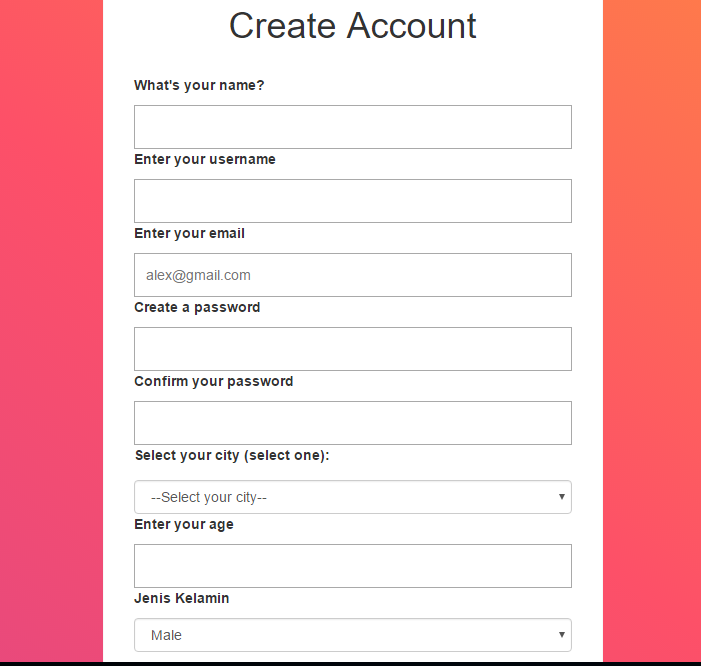 Create Account
What's your name?
Enter your username
Enter your email
alex@gmail.com
Create a password
Confirm your password
Select your city (select one):
--Select your city--
Enter your age
Jenis Kelamin
Male